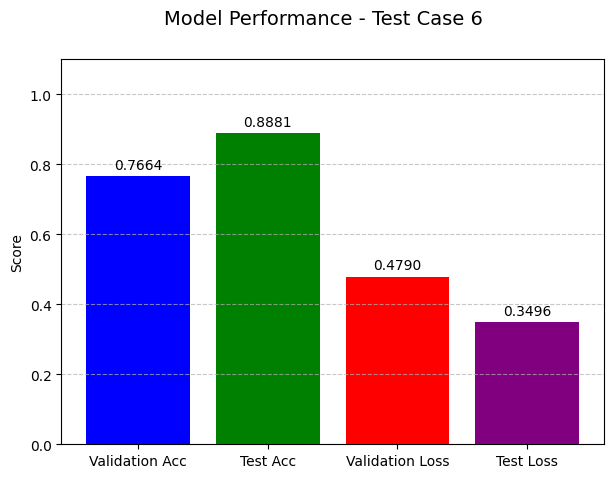 Model Performance - Test Case 6
Score
1.0
0.8
0.6
0.4
0.2
0.0
0.7664
0.8881
0.4790
0.3496
Validation Acc
Test Acc
Validation Loss
Test Loss